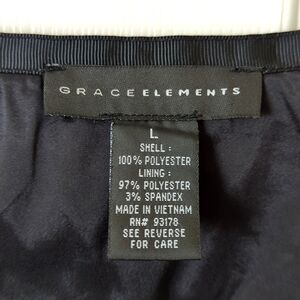 GRACEELEMENTS
L
SHELL :
100% POLYESTER
LINING :
97% POLYESTER
3% SPANDEX
MADE IN VIETNAM
RN# 93178
SEE REVERSE
FOR CARE